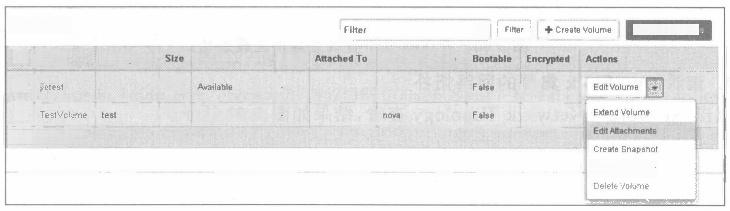 Filter Filter + Create Volume
Size Attached To Bootable Encrypted Actions
Available False Edit Volume
TestVolume test nova False Extend Volume
Edit Attachments
Create Snapshot
Delete Volume